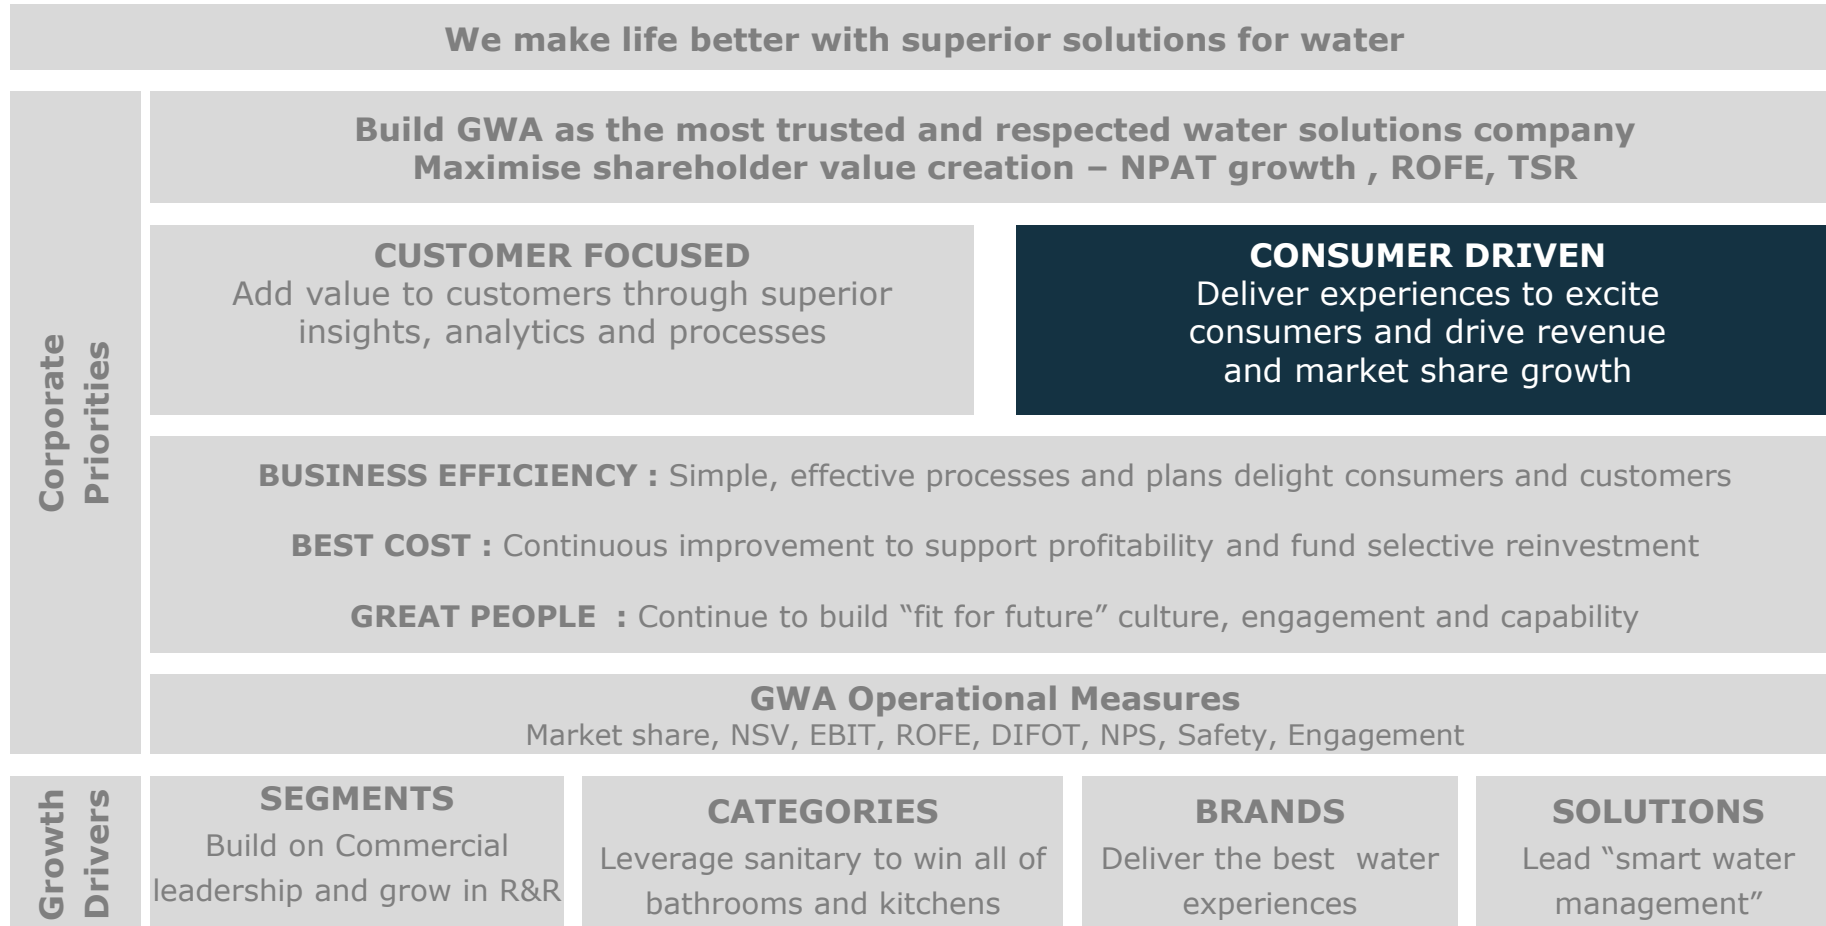 We make life better with superior solutions for water
Corporate
Priorities
Build GWA as the most trusted and respected water solutions company
Maximise shareholder value creation – NPAT growth , ROFE, TSR
CUSTOMER FOCUSED
Add value to customers through superior
insights, analytics and processes
CONSUMER DRIVEN
Deliver experiences to excite
consumers and drive revenue
and market share growth
BUSINESS EFFICIENCY : Simple, effective processes and plans delight consumers and customers
BEST COST : Continuous improvement to support profitability and fund selective reinvestment
GREAT PEOPLE : Continue to build “fit for future” culture, engagement and capability
GWA Operational Measures
Market share, NSV, EBIT, ROFE, DIFOT, NPS, Safety, Engagement
Growth
Drivers
SEGMENTS
Build on Commercial
leadership and grow in R&R
CATEGORIES
Leverage sanitary to win all of
bathrooms and kitchens
BRANDS
Deliver the best water
experiences
SOLUTIONS
Lead “smart water
management”